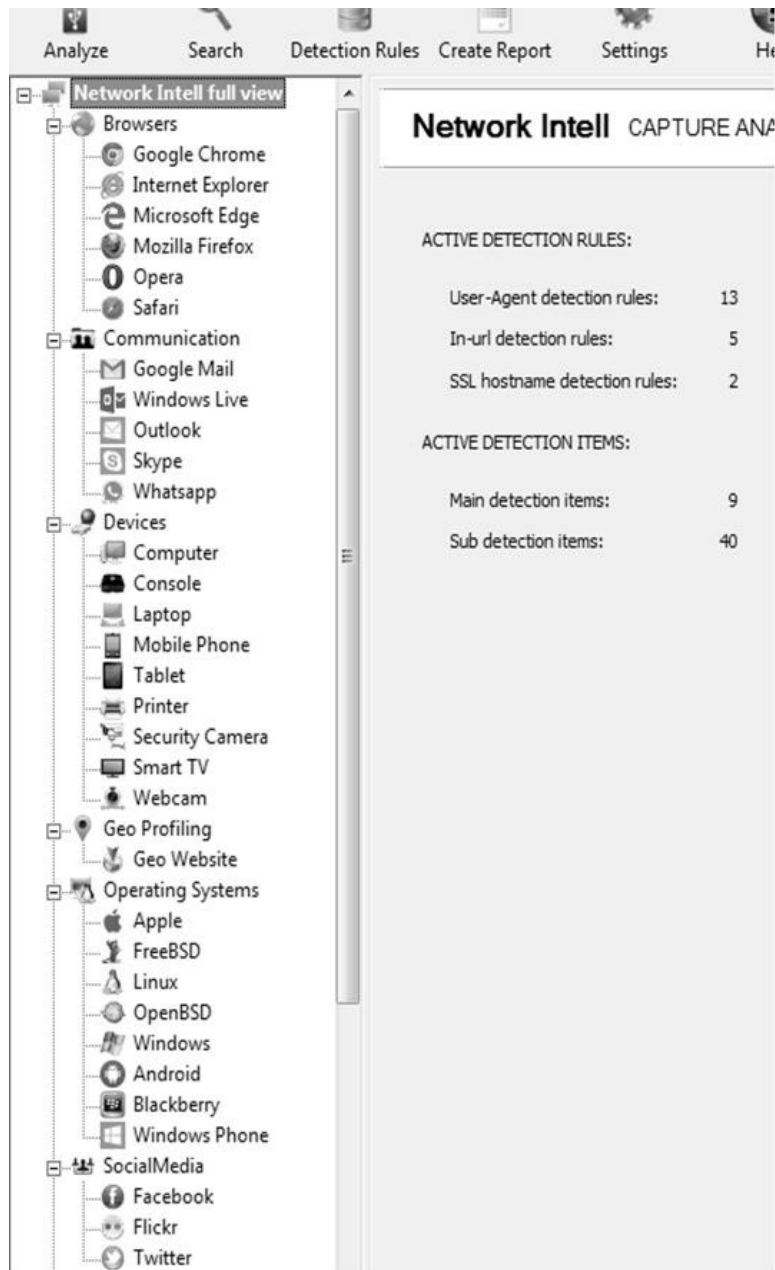 Analyze Search Detection Rules Create Report Settings
Network Intell full view
Browsers
Google Chrome
Internet Explorer
Microsoft Edge
Mozilla Firefox
Opera
Safari
Communication
Google Mail
Windows Live
Outlook
Skype
Whatsapp
Devices
Computer
Console
Laptop
Mobile Phone
Tablet
Printer
Security Camera
Smart TV
Webcam
Geo Profiling
Geo Website
Operating Systems
Apple
FreeBSD
Linux
OpenBSD
Windows
Android
Blackberry
Windows Phone
SocialMedia
Facebook
Flickr
Twitter
Network Intell CAPTURE ANA
ACTIVE DETECTION RULES:
User-Agent detection rules: 13
In-url detection rules: 5
SSL hostname detection rules: 2
ACTIVE DETECTION ITEMS:
Main detection items: 9
Sub detection items: 40